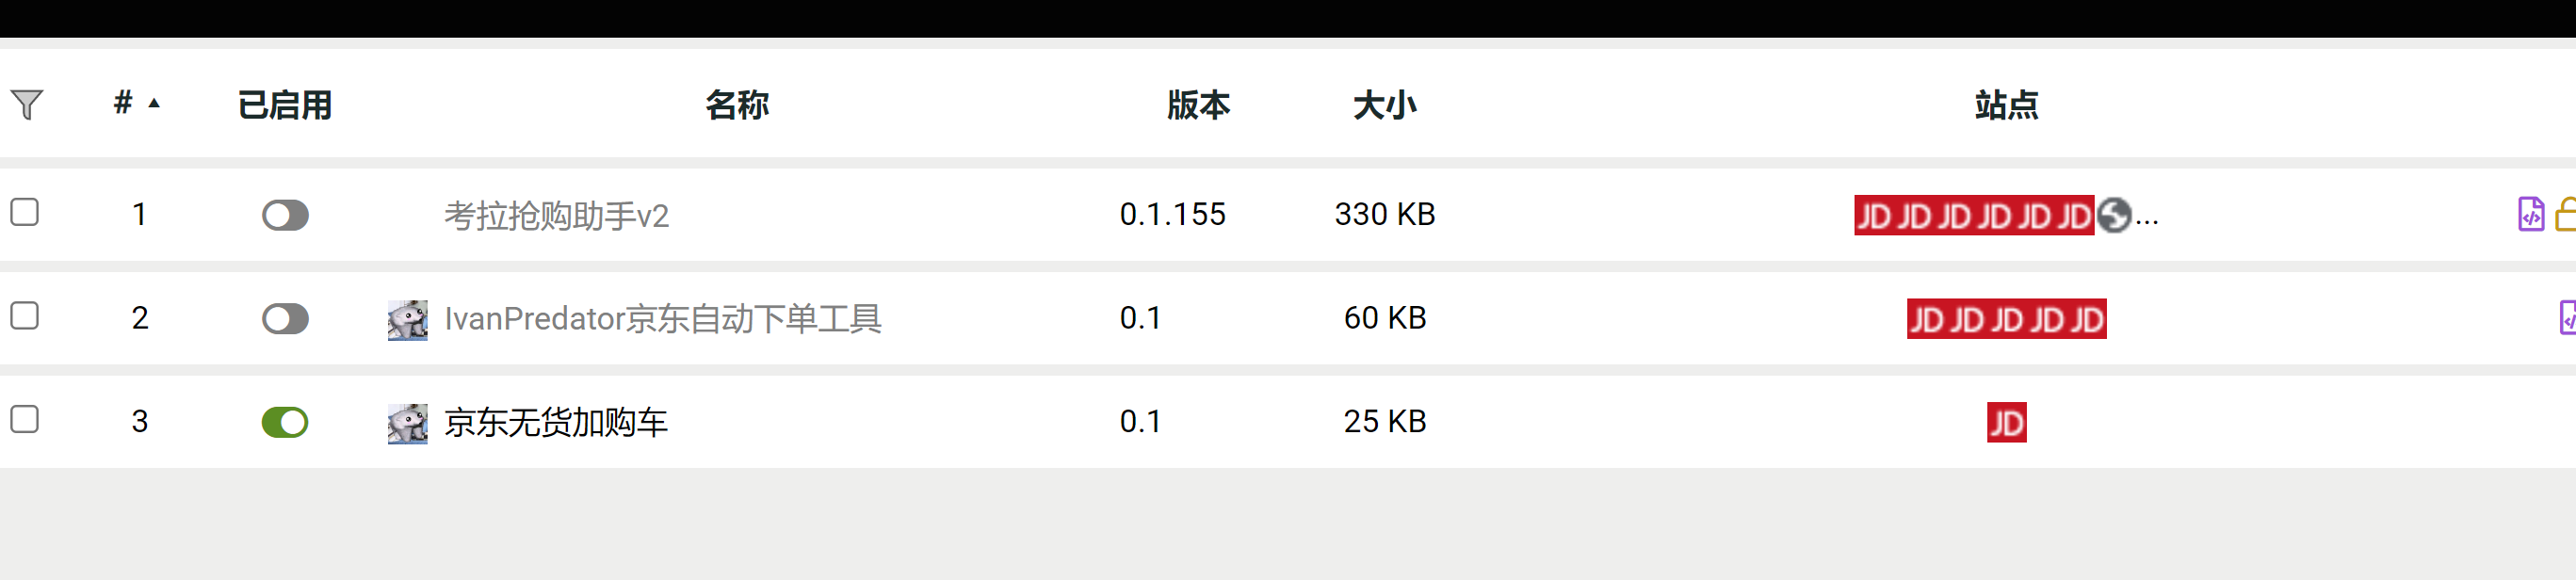 # ▲ 已启用 名称 版本 大小 站点
1 考拉抢购助手v2 0.1.155 330 KB JD JD JD JD JD JD ...
2 IvanPredator京东自动下单工具 0.1 60 KB JD JD JD JD JD
3 京东无货加购车 0.1 25 KB JD